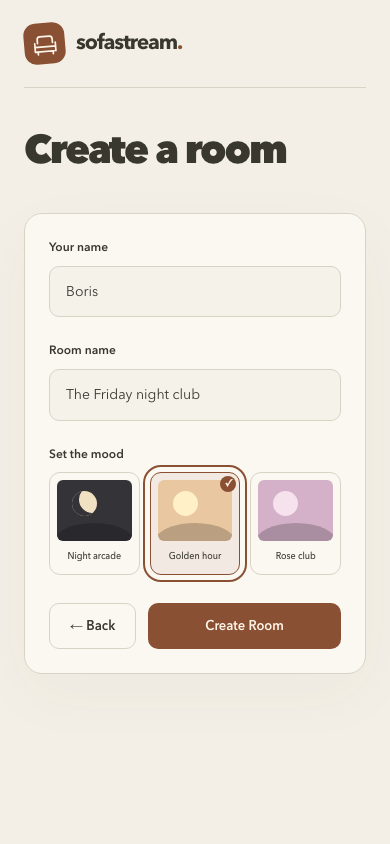 sofastream.
Create a room
Your name
Boris
Room name
The Friday night club
Set the mood
Night arcade
Golden hour
Rose club
← Back
Create Room